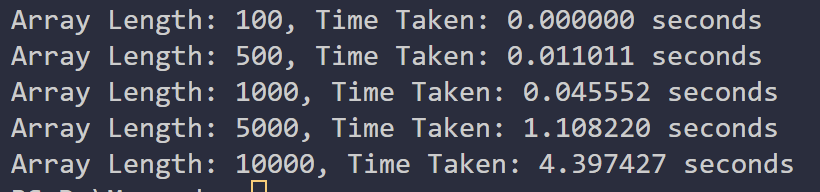 Array Length: 100, Time Taken: 0.000000 seconds
Array Length: 500, Time Taken: 0.011011 seconds
Array Length: 1000, Time Taken: 0.045552 seconds
Array Length: 5000, Time Taken: 1.108220 seconds
Array Length: 10000, Time Taken: 4.397427 seconds